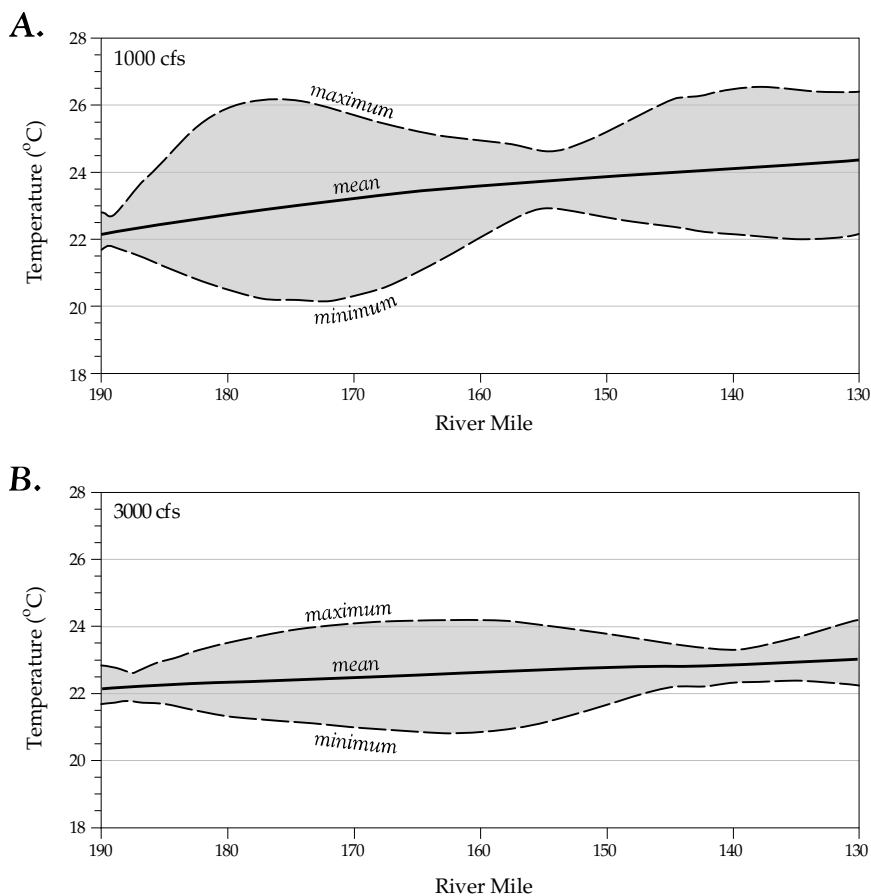 A.
28
1000 cfs
maximum
26
24
mean
22
20
minimum
18
Temperature (°C)
190 180 170 160 150 140 130
River Mile
B.
28
3000 cfs
26
maximum
24
mean
22
minimum
20
18
Temperature (°C)
190 180 170 160 150 140 130
River Mile